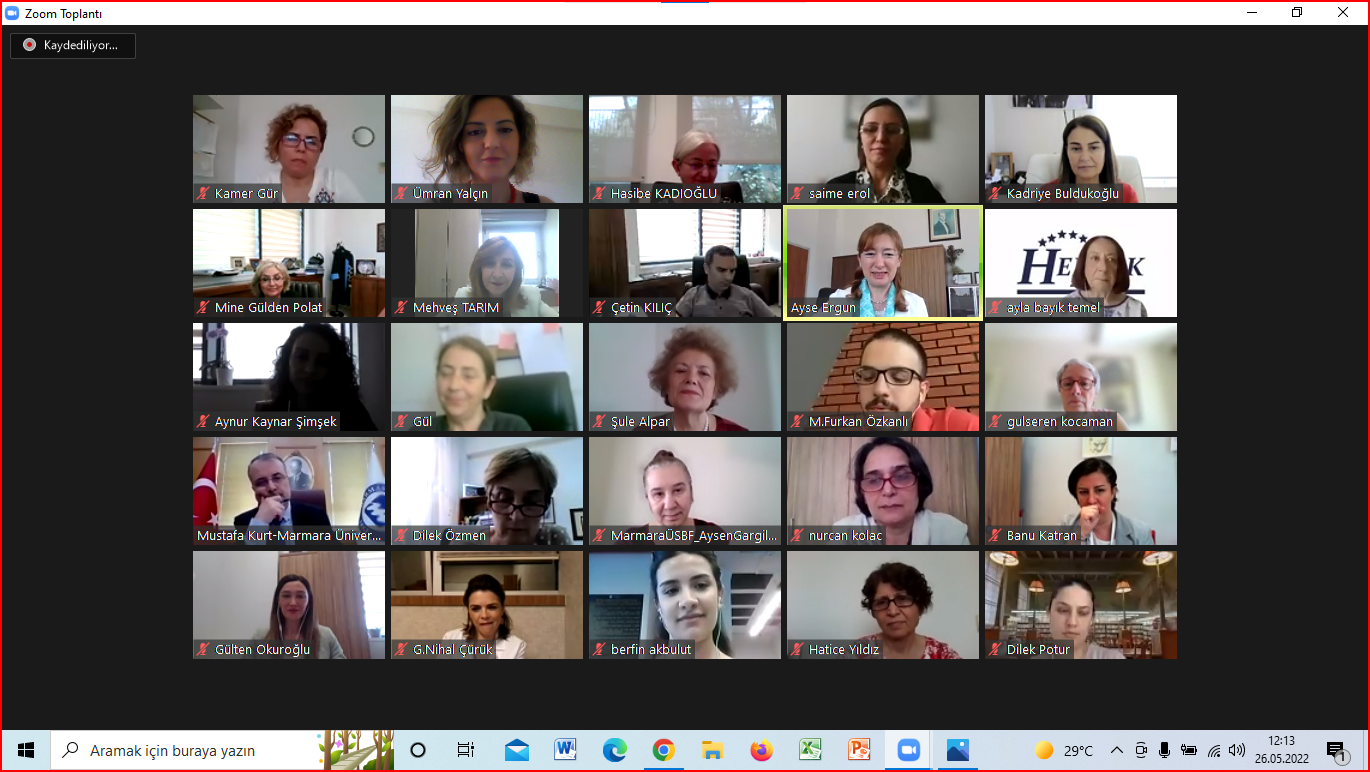 Zoom Toplantı
Kaydediliyor...
Kamer Gür
Ümran Yalçın
Hasibe KADIOĞLU
saime erol
Kadriye Buldukoğlu
Mine Gülden Polat
Mehveş TARIM
Çetin KILIÇ
Ayse Ergun
ayla bayık temel
Aynur Kaynar Şimşek
Gül
Şule Alpar
M.Furkan Özkanlı
gulseren kocaman
Mustafa Kurt-Marmara Üniver...
Dilek Özmen
MarmaraÜSBF_AysenGargil...
nurcan kolac
Banu Katran
Gülten Okuroğlu
G.Nihal Çürük
berfin akbulut
Hatice Yıldız
Dilek Potur
Aramak için buraya yazın
29°C
12:13
26.05.2022
1